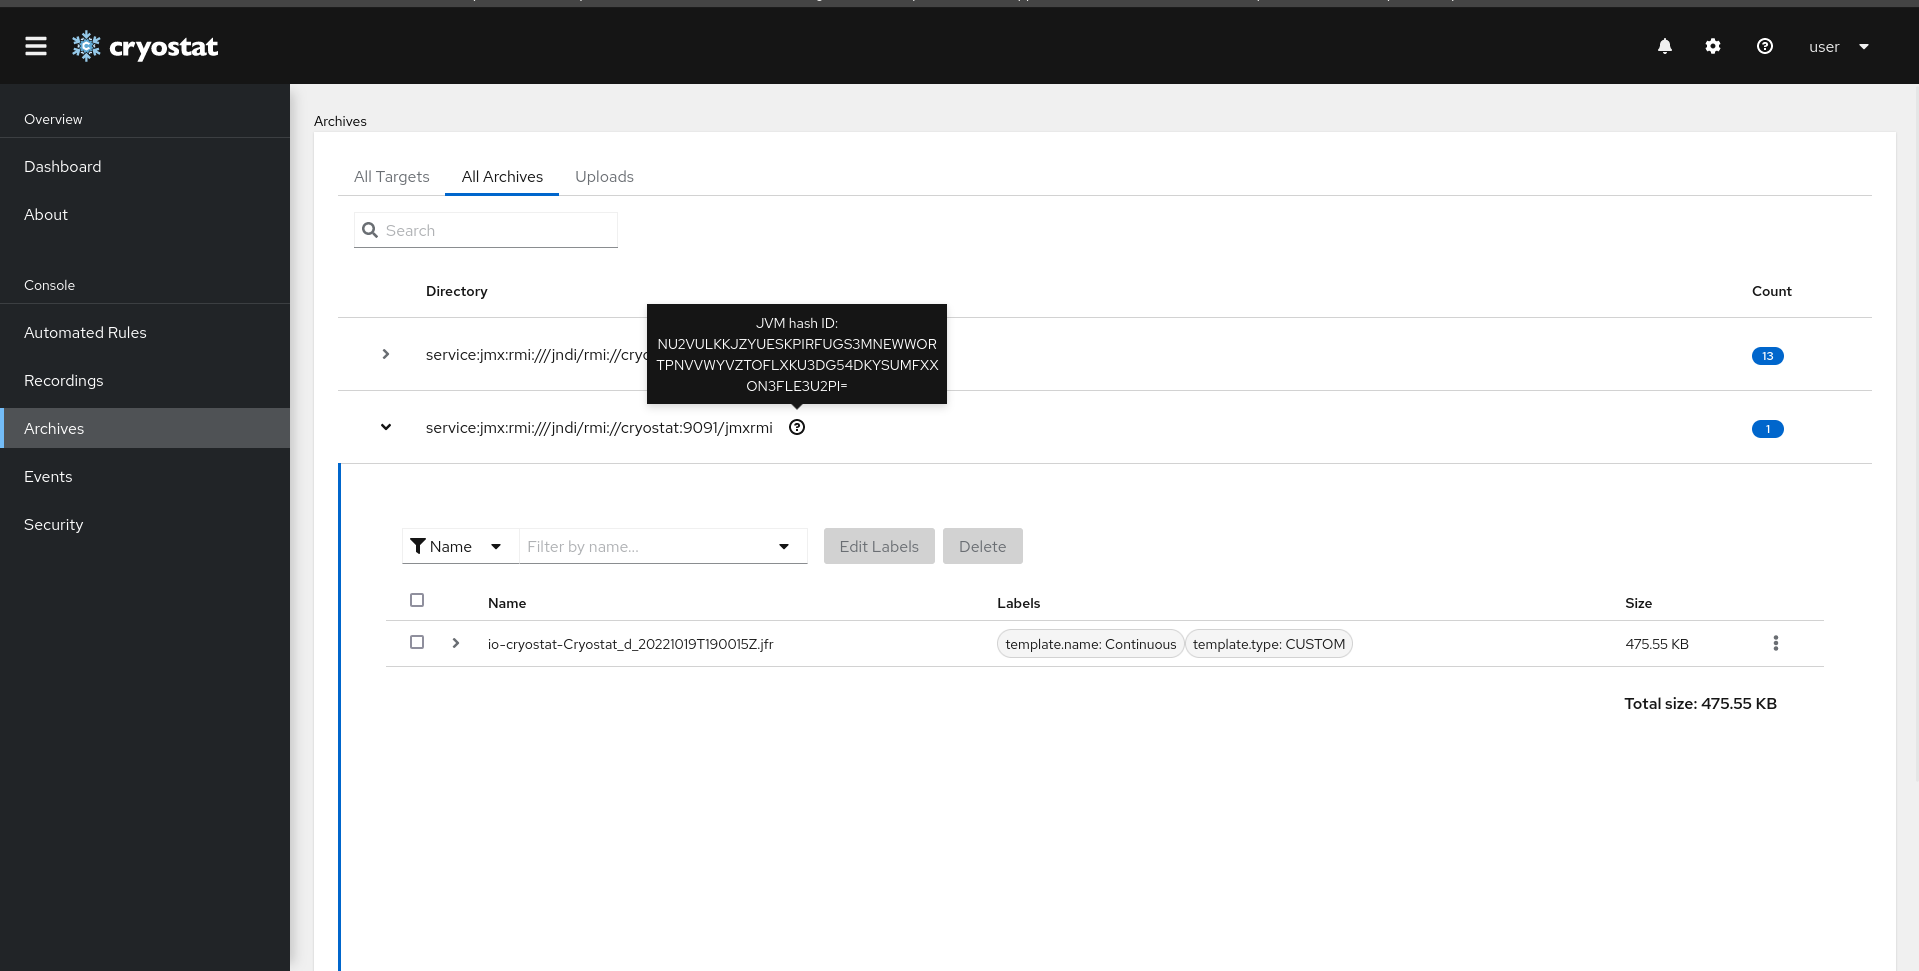 cryostat
user
Overview
Dashboard
About
Console
Automated Rules
Recordings
Archives
Events
Security
Archives
All Targets All Archives Uploads
Search
Directory Count
service:jmx:rmi:///jndi/rmi://cryo 13
JVM hash ID:
NU2VULKKJZYUESKPIRFUGS3MNEWWOR
TPNVVWYVZTOFLXKU3DG54DKYSUMFXX
ON3FLE3U2PI=
service:jmx:rmi:///jndi/rmi://cryostat:9091/jmxrmi 1
Name Filter by name... Edit Labels Delete
Name Labels Size
io-cryostat-Cryostat_d_20221019T190015Z.jfr template.name: Continuous template.type: CUSTOM 475.55 KB
Total size: 475.55 KB